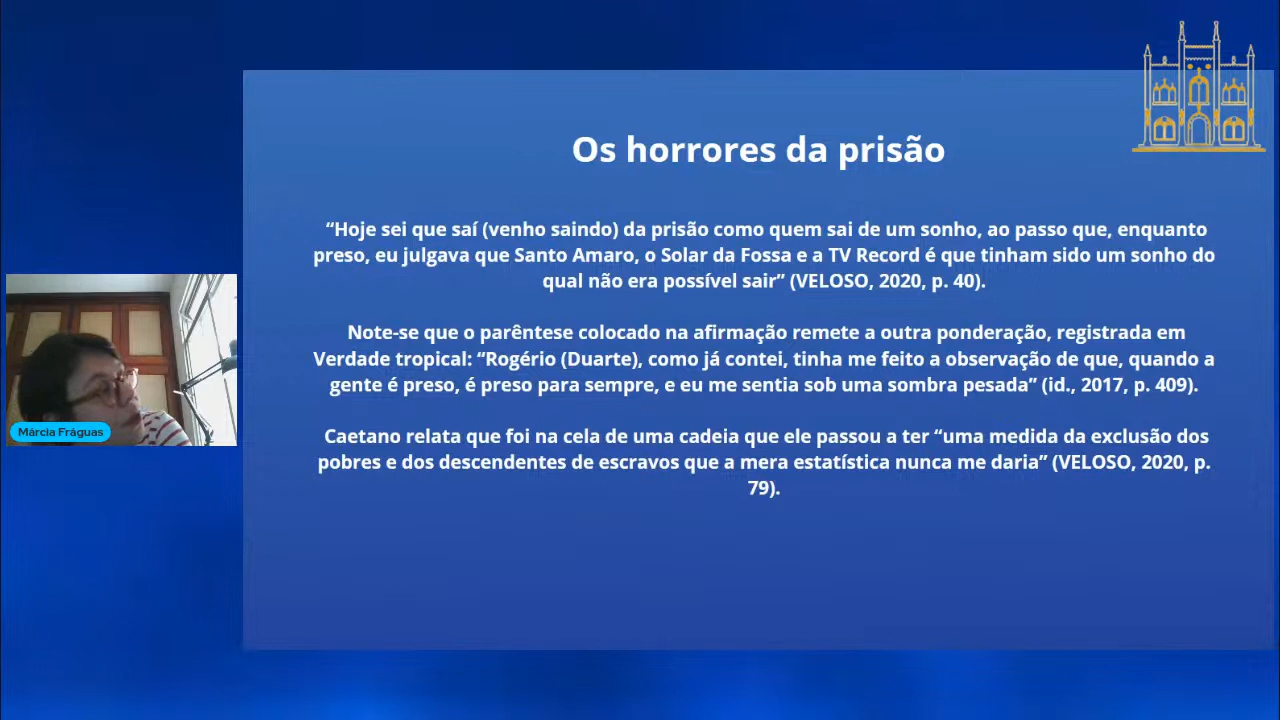 Os horrores da prisão
“Hoje sei que saí (venho saindo) da prisão como quem sai de um sonho, ao passo que, enquanto
preso, eu julgava que Santo Amaro, o Solar da Fossa e a TV Record é que tinham sido um sonho do
qual não era possível sair” (VELOSO, 2020, p. 40).
Note-se que o parêntese colocado na afirmação remete a outra ponderação, registrada em
Verdade tropical: “Rogério (Duarte), como já contei, tinha me feito a observação de que, quando a
gente é preso, é preso para sempre, e eu me sentia sob uma sombra pesada” (id., 2017, p. 409).
Caetano relata que foi na cela de uma cadeia que ele passou a ter “uma medida da exclusão dos
pobres e dos descendentes de escravos que a mera estatística nunca me daria” (VELOSO, 2020, p.
79).
Márcia Fráguas